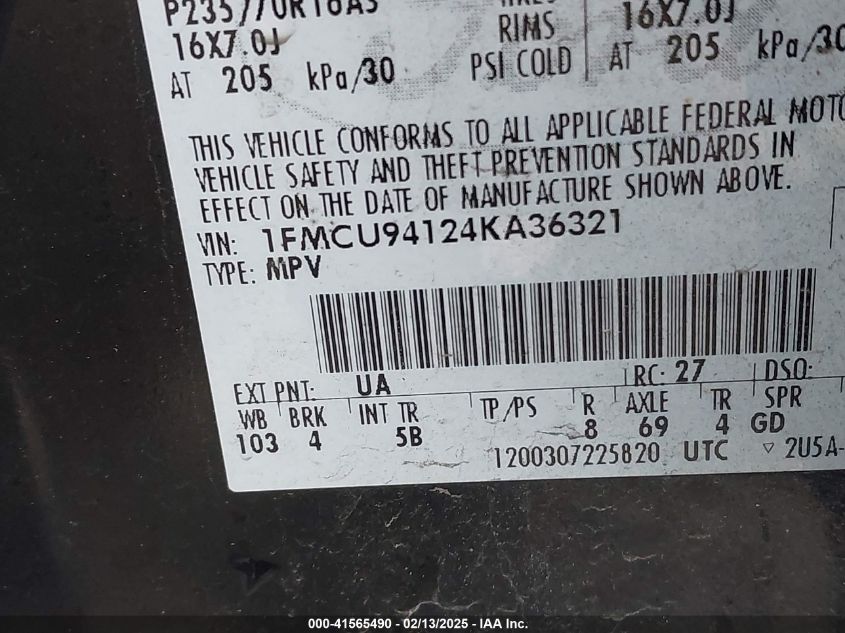 P235/70R16AS
16X7.0J RIMS 16X7.0J
AT 205 kPa/30 PSI COLD AT 205 kPa/30
THIS VEHICLE CONFORMS TO ALL APPLICABLE FEDERAL MOTO
VEHICLE SAFETY AND THEFT PREVENTION STANDARDS IN
EFFECT ON THE DATE OF MANUFACTURE SHOWN ABOVE.
VIN: 1FMCU94124KA36321
TYPE: MPV
EXT PNT: UA RC: 27 DSO:
WB BRK INT TR TP/PS R AXLE TR SPR
103 4 5B 8 69 4 GD
1200307225820 UTC ▽ 2U5A-
000-41565490 - 02/13/2025 - IAA Inc.